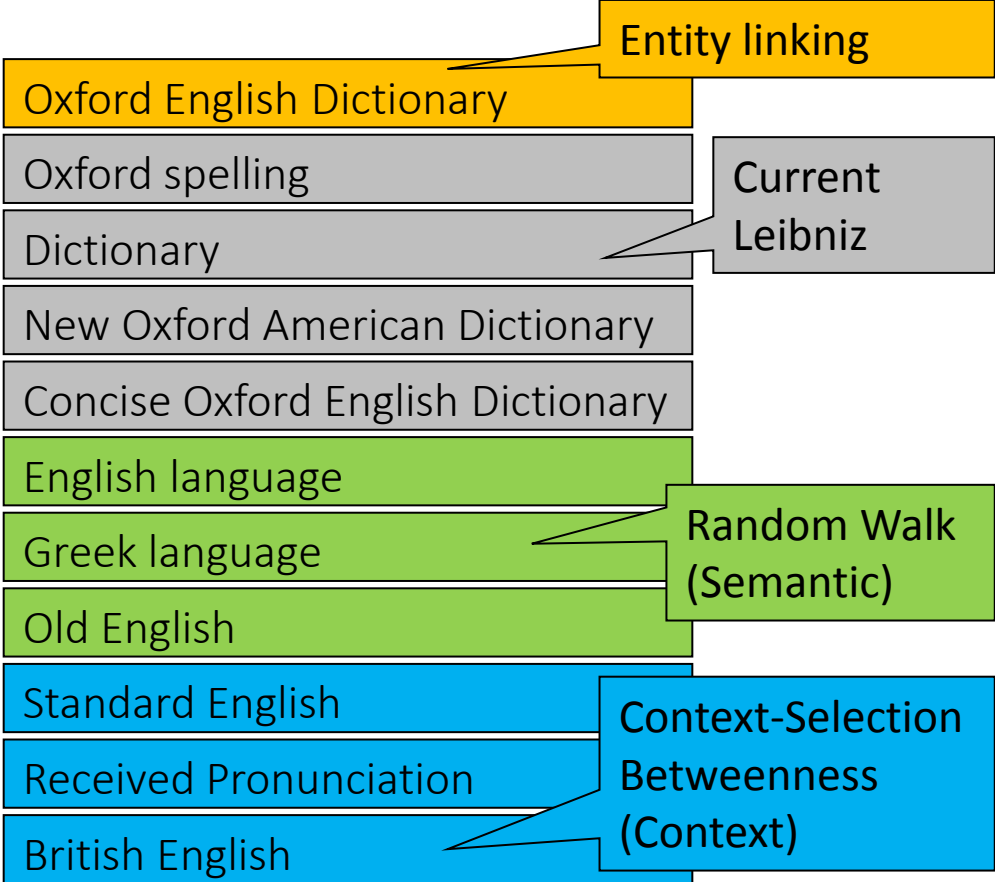 Entity linking
Oxford English Dictionary
Oxford spelling
Current
Leibniz
Dictionary
New Oxford American Dictionary
Concise Oxford English Dictionary
English language
Random Walk
(Semantic)
Greek language
Old English
Standard English
Context-Selection
Betweenness
(Context)
Received Pronunciation
British English